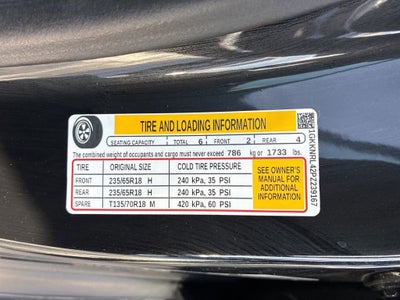 TIRE AND LOADING INFORMATION
SEATING CAPACITY TOTAL 6 FRONT 2 REAR 4
The combined weight of occupants and cargo must never exceed 786 kg or 1733 lbs.
TIRE ORIGINAL SIZE COLD TIRE PRESSURE
FRONT 235/65R18 H 240 kPa, 35 PSI
REAR 235/65R18 H 240 kPa, 35 PSI
SPARE T135/70R18 M 420 kPa, 60 PSI
SEE OWNER'S
MANUAL FOR
ADDITIONAL
INFORMATION
1GKKNRL42PZ239167